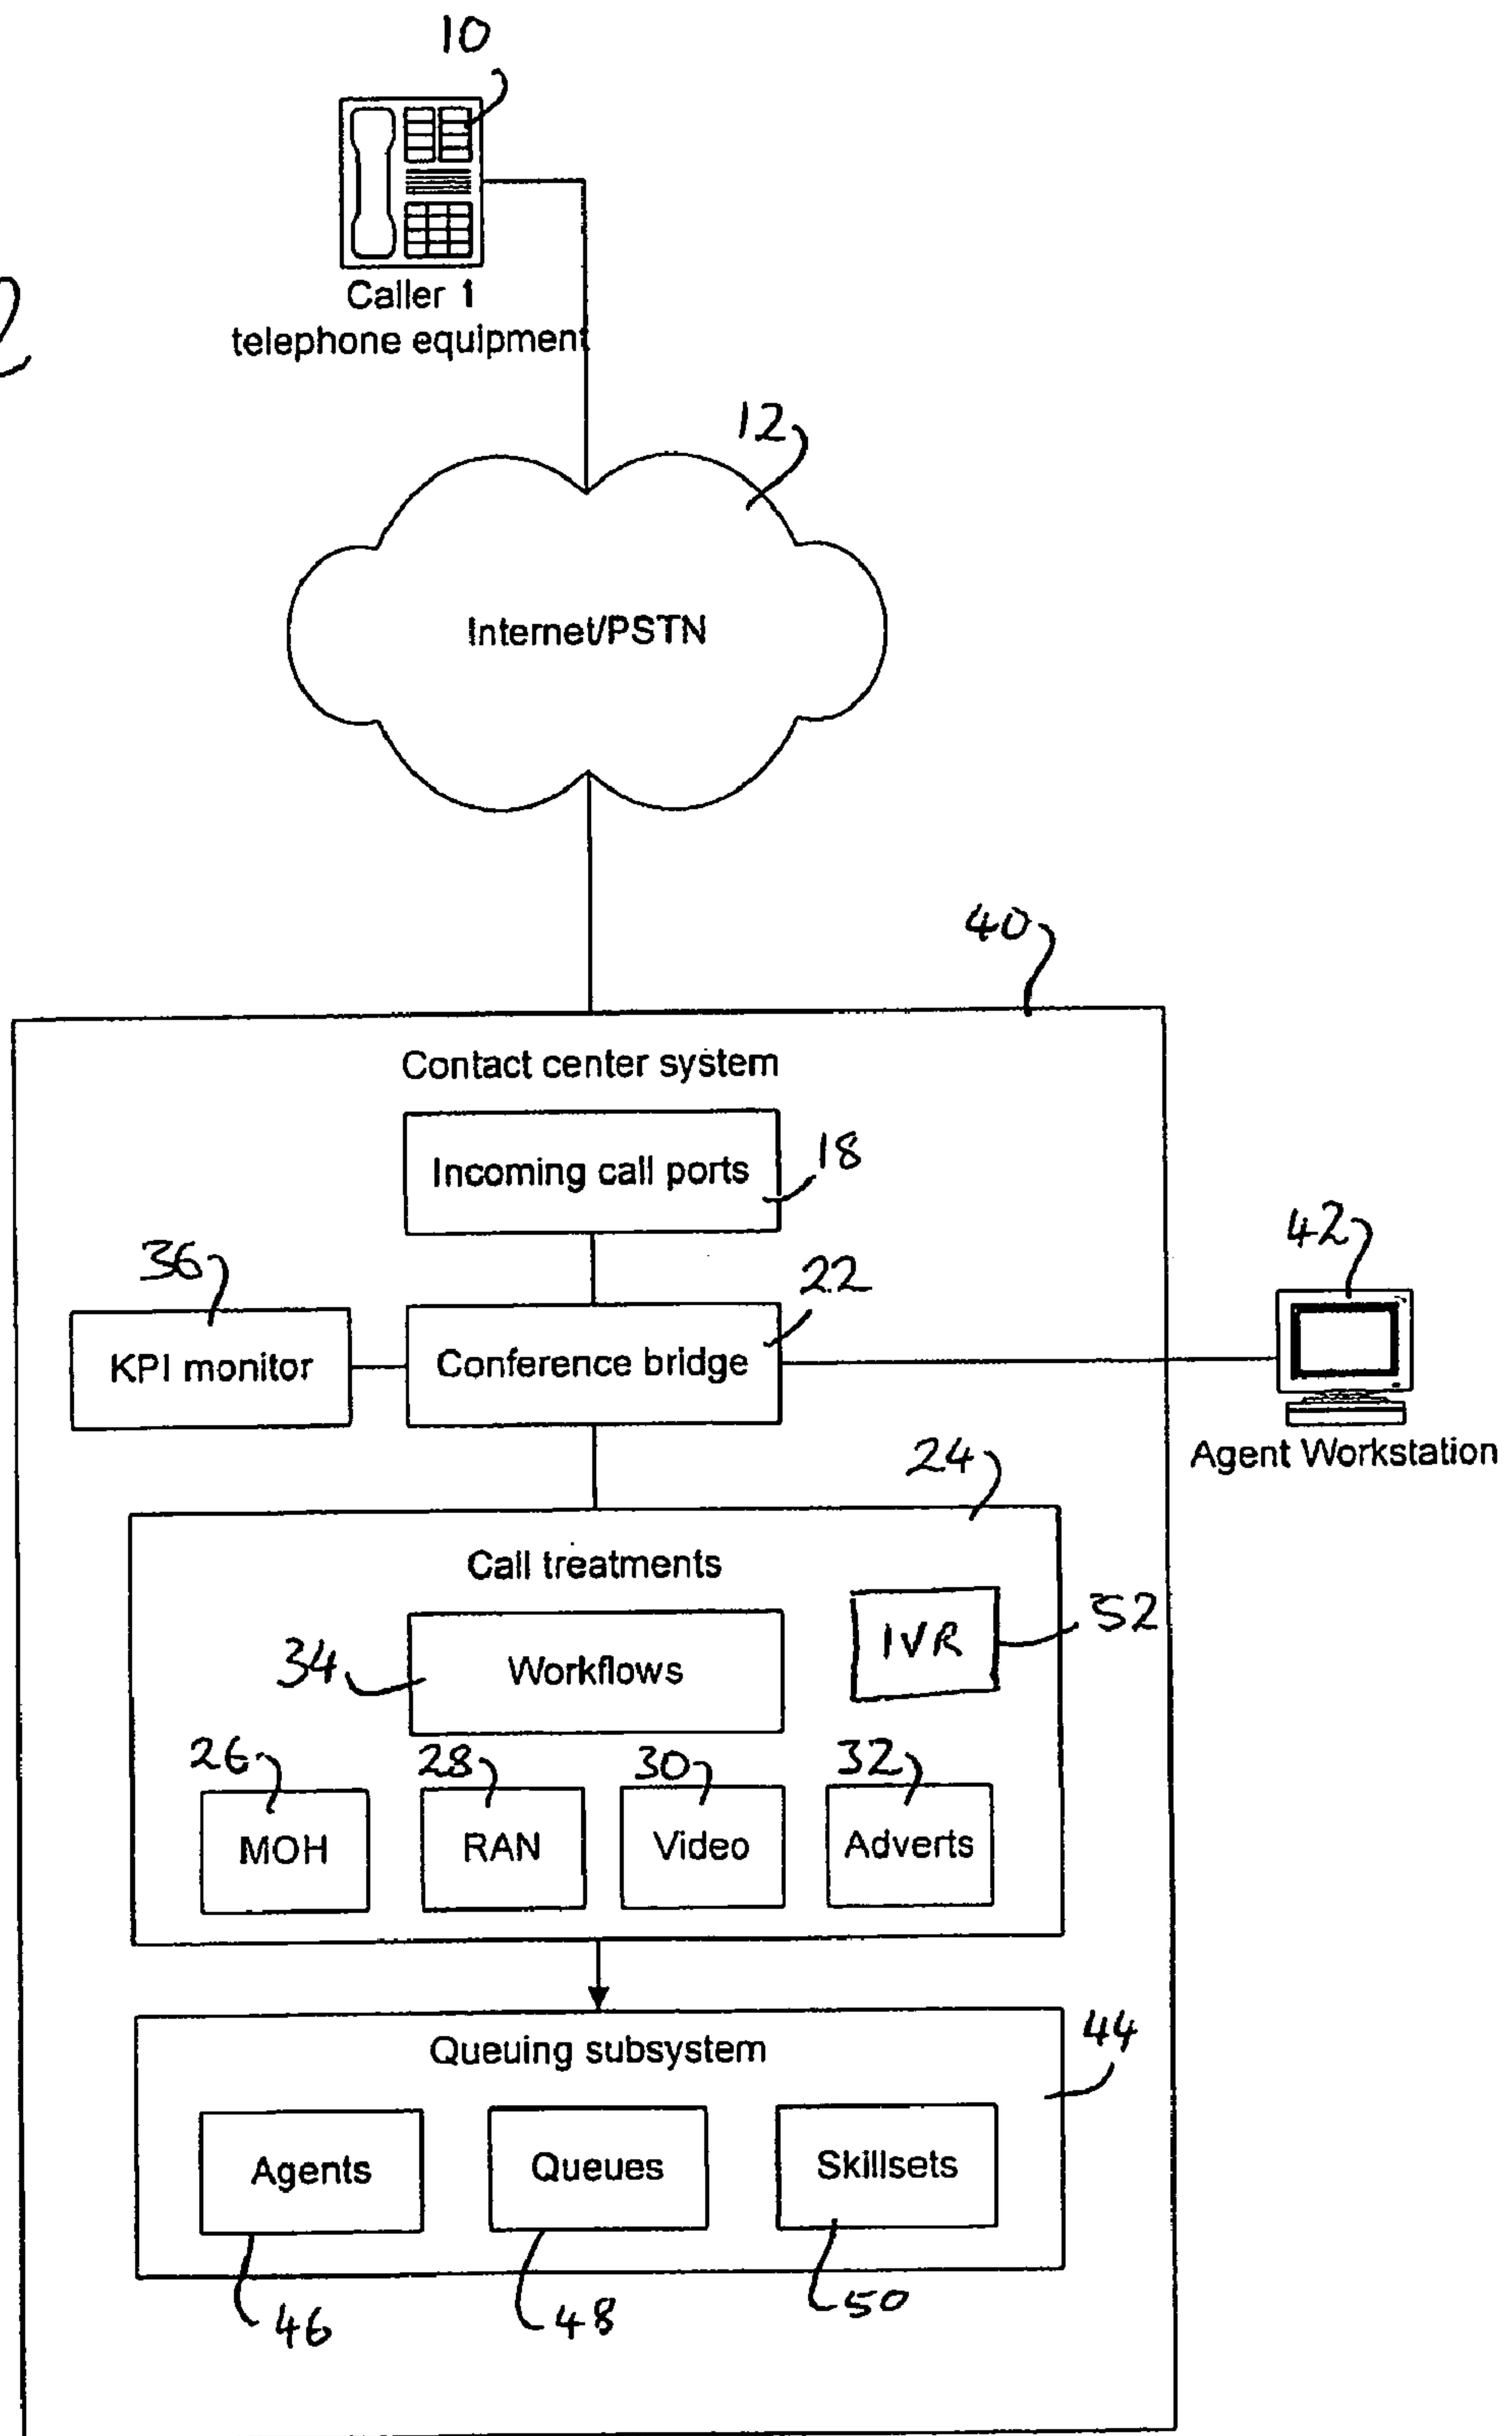 10
Caller 1
telephone equipment
2
12
Internet/PSTN
40
Contact center system
Incoming call ports
18
36
22
42
KPI monitor
Conference bridge
Agent Workstation
24
Call treatments
34
Workflows
IVR
52
26
28
30
32
MOH
RAN
Video
Adverts
Queuing subsystem
44
Agents
Queues
Skillsets
46
48
50